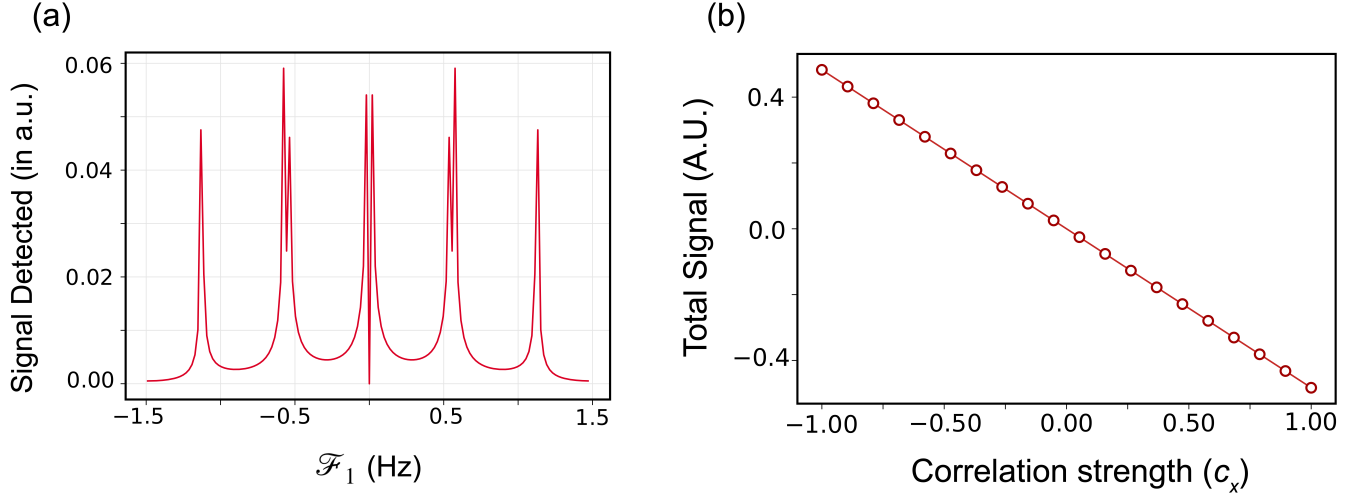 (a)
Signal Detected (in a.u.)
0.06
0.04
0.02
0.00
−1.5
−0.5
0.5
1.5
ℱ1 (Hz)
(b)
Total Signal (A.U.)
0.4
0.0
−0.4
−1.00
−0.50
0.00
0.50
1.00
Correlation strength (cx)